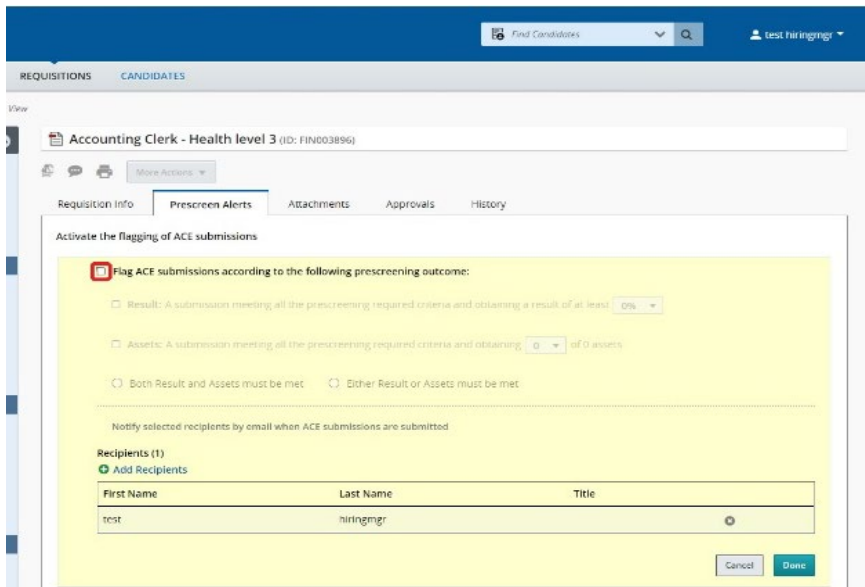 Find Candidates
test hiringmgr
REQUISITIONS CANDIDATES
View
Accounting Clerk - Health level 3 (ID: FIN003896)
More Actions
Requisition Info Prescreen Alerts Attachments Approvals History
Activate the flagging of ACE submissions
Flag ACE submissions according to the following prescreening outcome:
Result: A submission meeting all the prescreening required criteria and obtaining a result of at least 0%
Assets: A submission meeting all the prescreening required criteria and obtaining 0 of 0 assets
Both Result and Assets must be met Either Result or Assets must be met
Notify selected recipients by email when ACE submissions are submitted
Recipients (1)
Add Recipients
First Name Last Name Title
test hiringmgr
Cancel Done